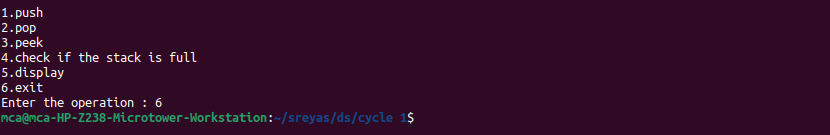 1.push
2.pop
3.peek
4.check if the stack is full
5.display
6.exit
Enter the operation : 6
mca@mca-HP-Z238-Microtower-Workstation:~/sreyas/ds/cycle 1$